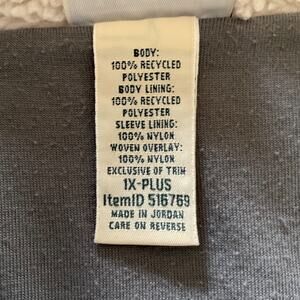 BODY:
100% RECYCLED
POLYESTER
BODY LINING:
100% RECYCLED
POLYESTER
SLEEVE LINING:
100% NYLON
WOVEN OVERLAY:
100% NYLON
EXCLUSIVE OF TRIM
1X-PLUS
ItemID 516769
MADE IN JORDAN
CARE ON REVERSE